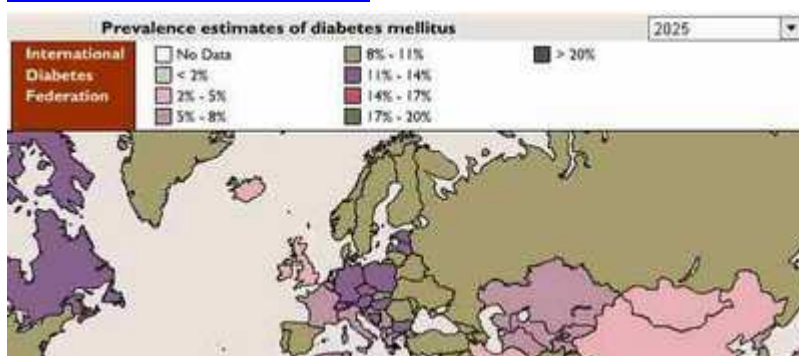 Prevalence estimates of diabetes mellitus
2025
International
Diabetes
Federation
No Data
< 2%
2% - 5%
5% - 8%
8% - 11%
11% - 14%
14% - 17%
17% - 20%
> 20%